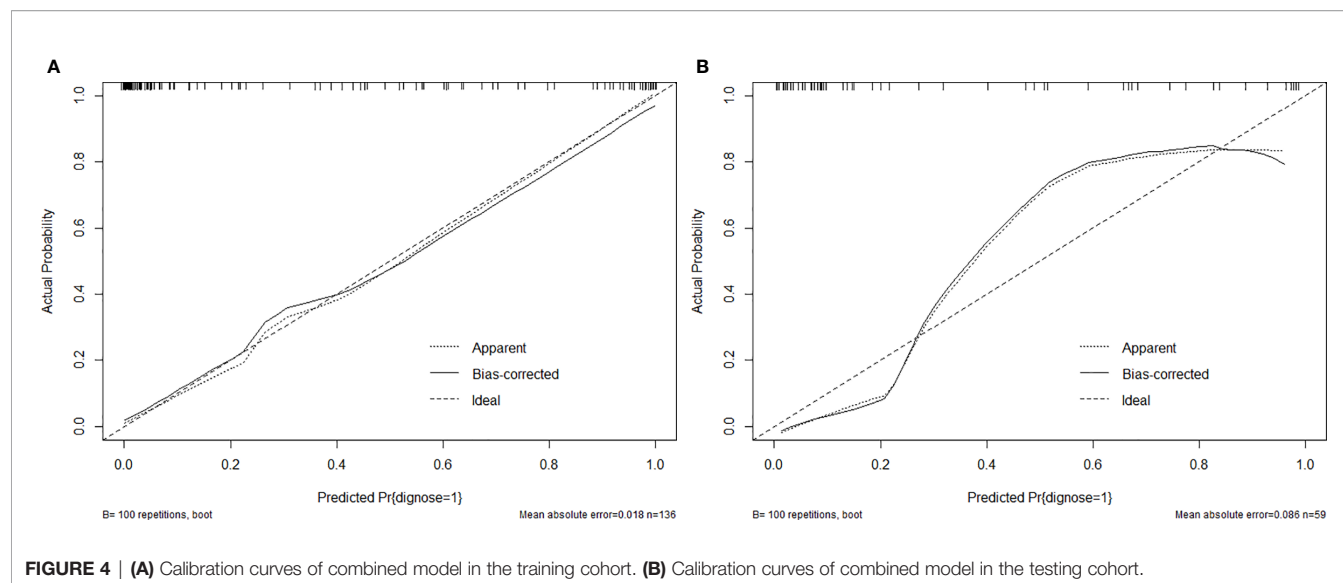 A
B
Actual Probability
1.0
0.8
0.6
0.4
0.2
0.0
Apparent
Bias-corrected
Ideal
0.0 0.2 0.4 0.6 0.8 1.0
Predicted Pr{dignose=1}
B= 100 repetitions, boot
Mean absolute error=0.018 n=136
Actual Probability
1.0
0.8
0.6
0.4
0.2
0.0
Apparent
Bias-corrected
Ideal
0.0 0.2 0.4 0.6 0.8 1.0
Predicted Pr{dignose=1}
B= 100 repetitions, boot
Mean absolute error=0.086 n=59
FIGURE 4 | (A) Calibration curves of combined model in the training cohort. (B) Calibration curves of combined model in the testing cohort.